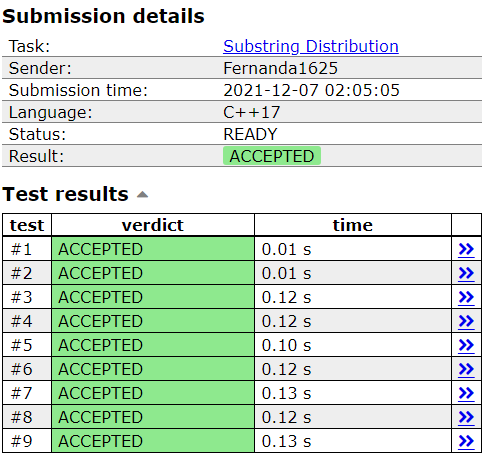 Submission details
Task: Substring Distribution
Sender: Fernanda1625
Submission time: 2021-12-07 02:05:05
Language: C++17
Status: READY
Result: ACCEPTED
Test results
test verdict time
#1 ACCEPTED 0.01 s
#2 ACCEPTED 0.01 s
#3 ACCEPTED 0.12 s
#4 ACCEPTED 0.12 s
#5 ACCEPTED 0.10 s
#6 ACCEPTED 0.12 s
#7 ACCEPTED 0.13 s
#8 ACCEPTED 0.12 s
#9 ACCEPTED 0.13 s